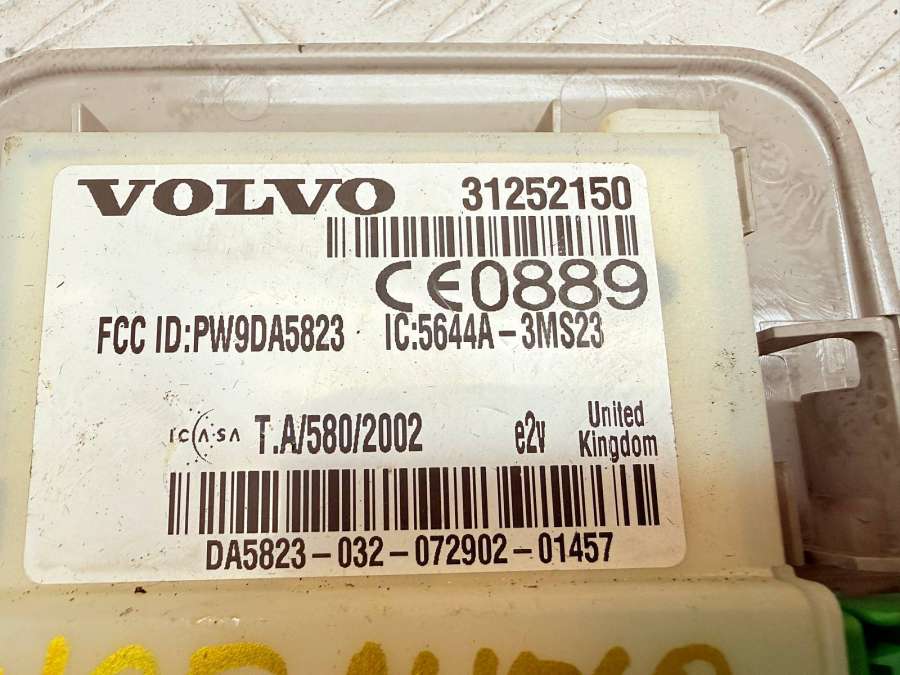 VOLVO 31252150
CE0889
FCC ID:PW9DA5823 IC:5644A-3MS23
ICASA T.A/580/2002 e2v United
Kingdom
DA5823-032-072902-01457